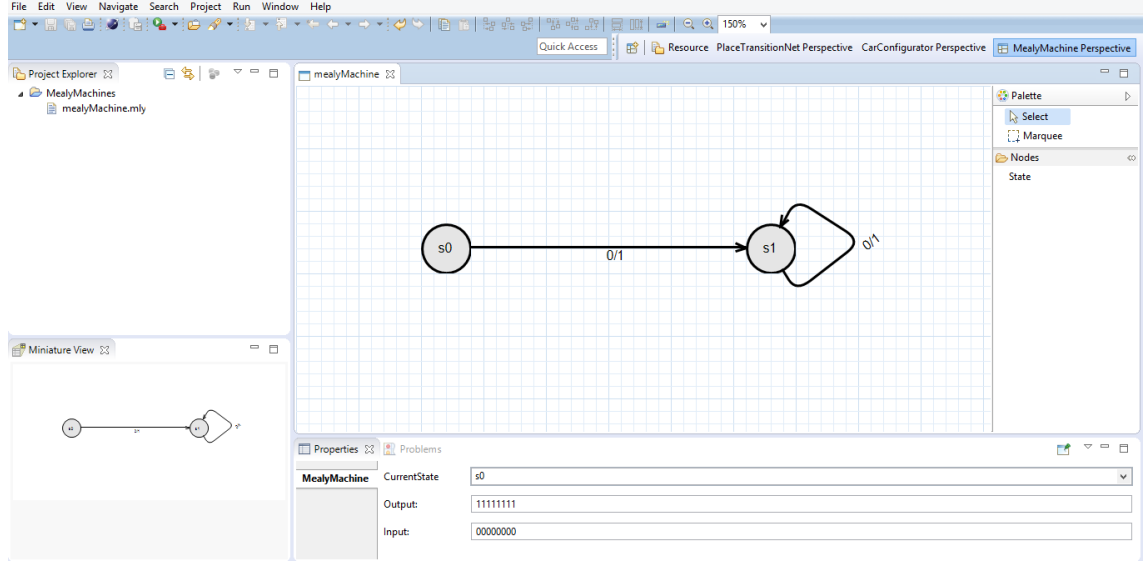 File Edit View Navigate Search Project Run Window Help
150%
Quick Access Resource PlaceTransitionNet Perspective CarConfigurator Perspective MealyMachine Perspective
Project Explorer
MealyMachines
mealyMachine.mly
mealyMachine
s0
0/1
s1
0/1
Palette
Select
Marquee
Nodes
State
Miniature View
s0
s1
Properties Problems
MealyMachine
CurrentState s0
Output: 11111111
Input: 00000000